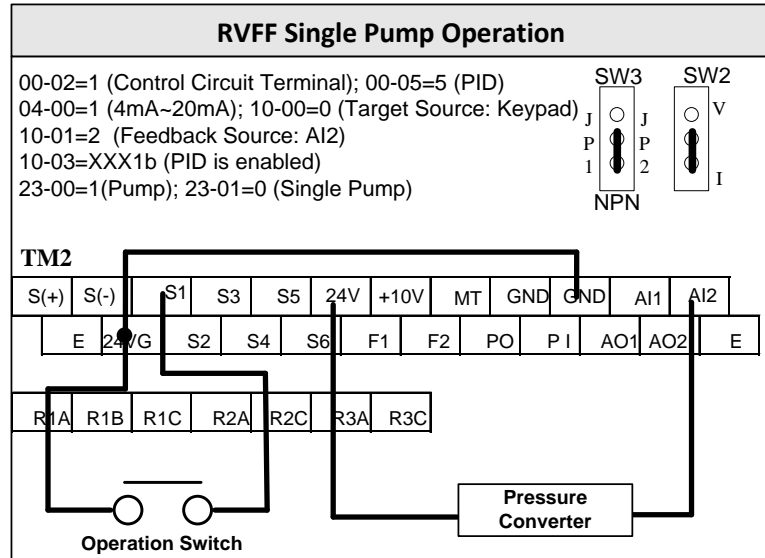 RVFF Single Pump Operation
00-02=1 (Control Circuit Terminal); 00-05=5 (PID)
04-00=1 (4mA~20mA); 10-00=0 (Target Source: Keypad)
10-01=2 (Feedback Source: AI2)
10-03=XXX1b (PID is enabled)
23-00=1(Pump); 23-01=0 (Single Pump)
SW3 SW2
J J V
P P
1 2 I
NPN
TM2
S(+) S(-) S1 S3 S5 24V +10V MT GND GND AI1 AI2
E 24VG S2 S4 S6 F1 F2 PO P I AO1 AO2 E
R1A R1B R1C R2A R2C R3A R3C
Pressure
Converter
Operation Switch